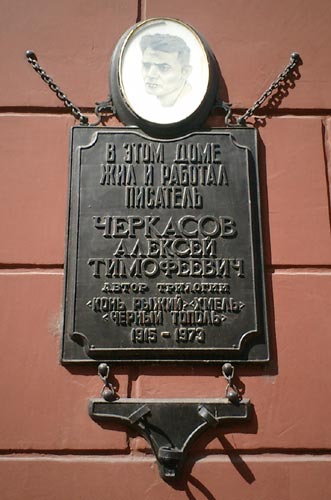 В ЭТОМ ДОМЕ
ЖИЛ И РАБОТАЛ
ПИСАТЕЛЬ
ЧЕРКАСОВ
АЛЕКСЕЙ
ТИМОФЕЕВИЧ
АВТОР ТРИЛОГИИ
<КОНЬ РЫЖИЙ> <ХМЕЛЬ>
<ЧЕРНЫЙ ТОПОЛЬ>
1915 - 1973